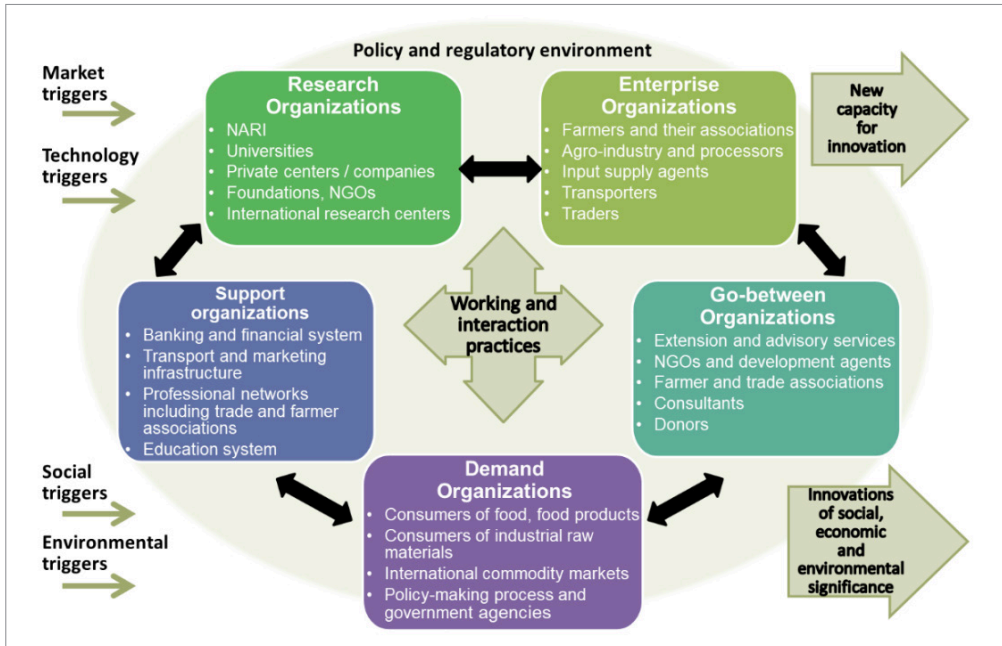 Policy and regulatory environment
Market
triggers
Technology
triggers
Research
Organizations
• NARI
• Universities
• Private centers / companies
• Foundations, NGOs
• International research centers
Enterprise
Organizations
• Farmers and their associations
• Agro-industry and processors
• Input supply agents
• Transporters
• Traders
New
capacity
for
innovation
Support
organizations
• Banking and financial system
• Transport and marketing
infrastructure
• Professional networks
including trade and farmer
associations
• Education system
Working and
interaction
practices
Go-between
Organizations
• Extension and advisory services
• NGOs and development agents
• Farmer and trade associations
• Consultants
• Donors
Social
triggers
Environmental
triggers
Demand
Organizations
• Consumers of food, food products
• Consumers of industrial raw
materials
• International commodity markets
• Policy-making process and
government agencies
Innovations
of social,
economic
and
environmental
significance